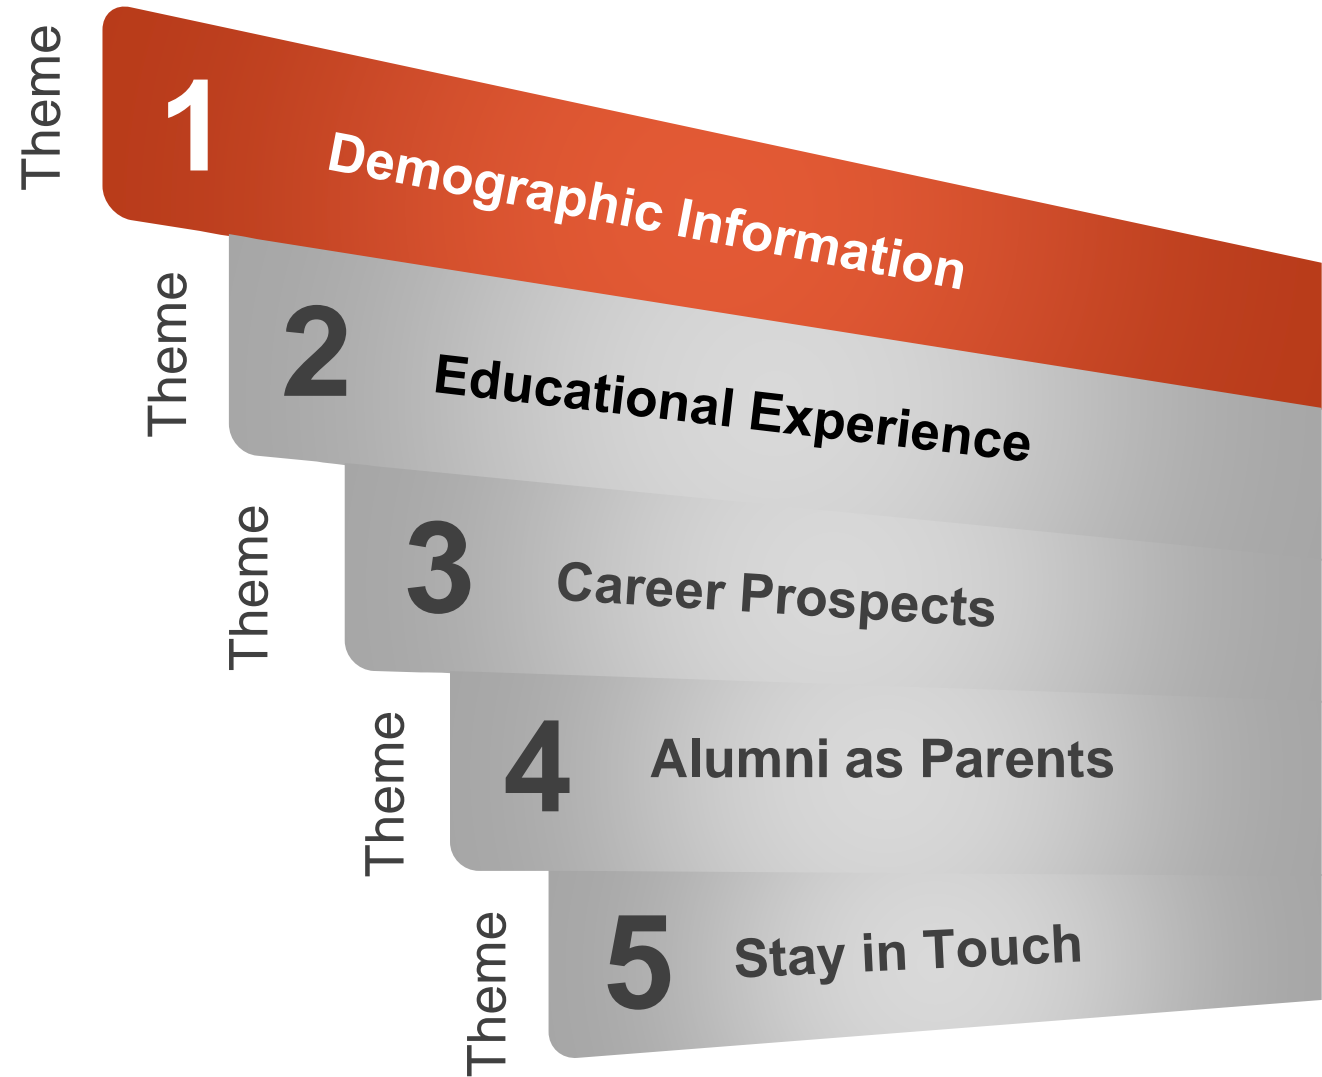 Theme
1
Demographic Information
Theme
2
Educational Experience
Theme
3
Career Prospects
Theme
4
Alumni as Parents
Theme
5
Stay in Touch